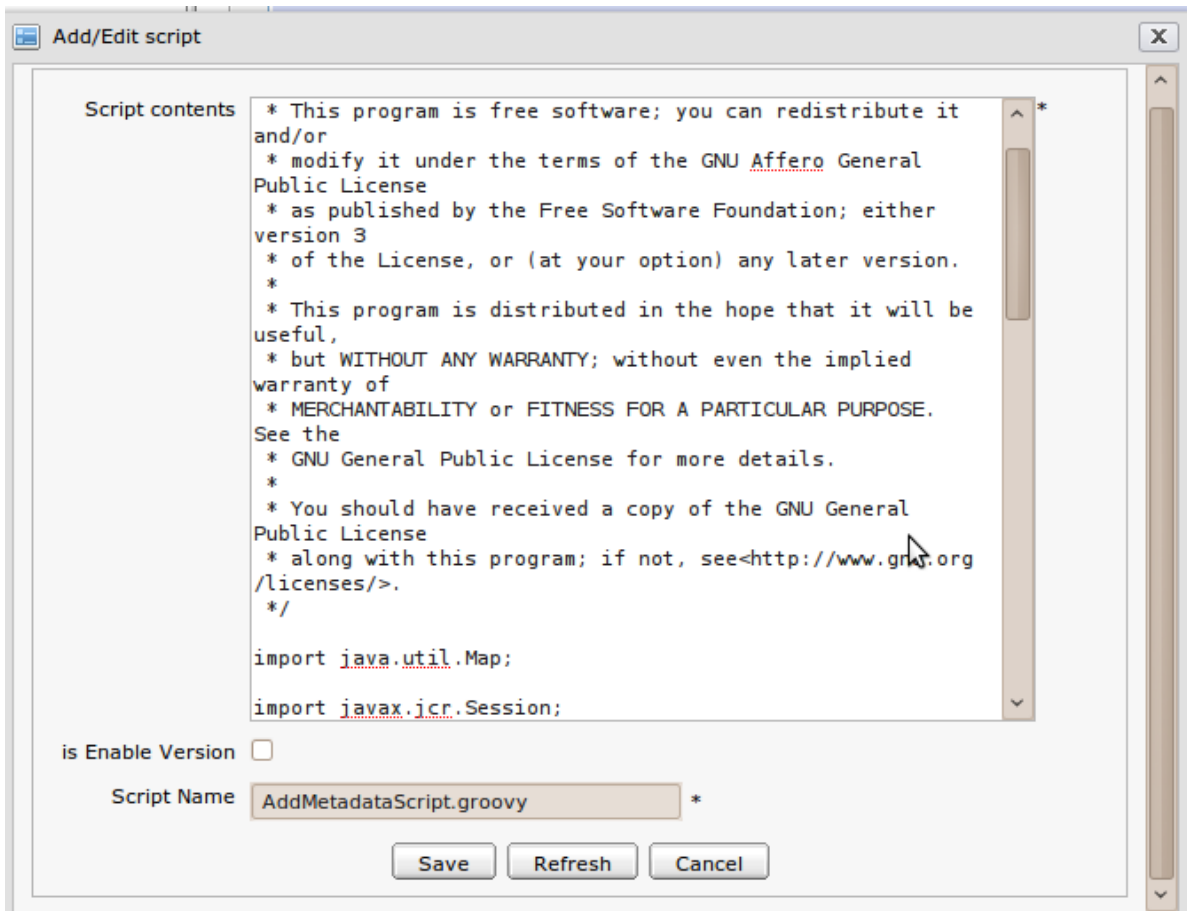 Add/Edit script
X
Script contents
* This program is free software; you can redistribute it
and/or
* modify it under the terms of the GNU Affero General
Public License
* as published by the Free Software Foundation; either
version 3
* of the License, or (at your option) any later version.
*
* This program is distributed in the hope that it will be
useful,
* but WITHOUT ANY WARRANTY; without even the implied
warranty of
* MERCHANTABILITY or FITNESS FOR A PARTICULAR PURPOSE.
See the
* GNU General Public License for more details.
*
* You should have received a copy of the GNU General
Public License
* along with this program; if not, see<http://www.gnu.org
/licenses/>.
*/
import java.util.Map;
import javax.jcr.Session;
*
is Enable Version
Script Name
AddMetadataScript.groovy
*
Save
Refresh
Cancel